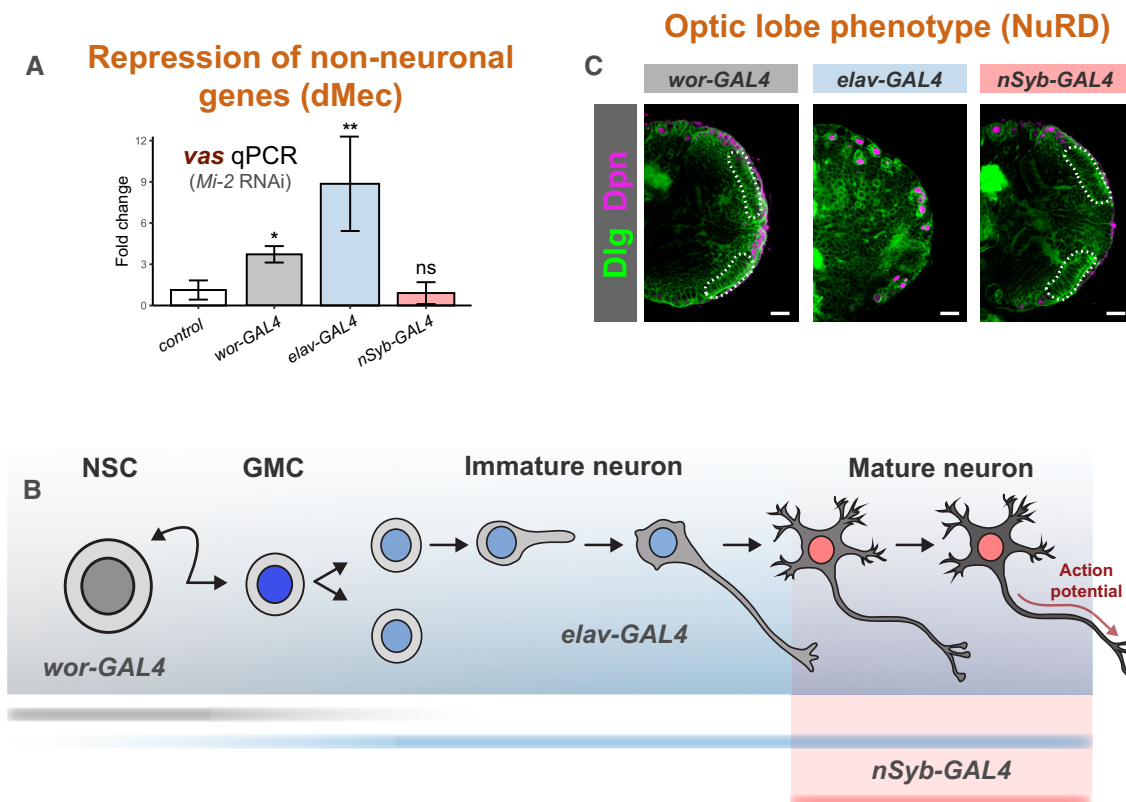 A
Repression of non-neuronal
genes (dMec)
vas qPCR
(Mi-2 RNAi)
Fold change
12
9
6
3
0
*
**
ns
control
wor-GAL4
elav-GAL4
nSyb-GAL4
Optic lobe phenotype (NuRD)
C
wor-GAL4
elav-GAL4
nSyb-GAL4
Dlg Dpn
B
NSC
GMC
Immature neuron
Mature neuron
Action
potential
wor-GAL4
elav-GAL4
nSyb-GAL4